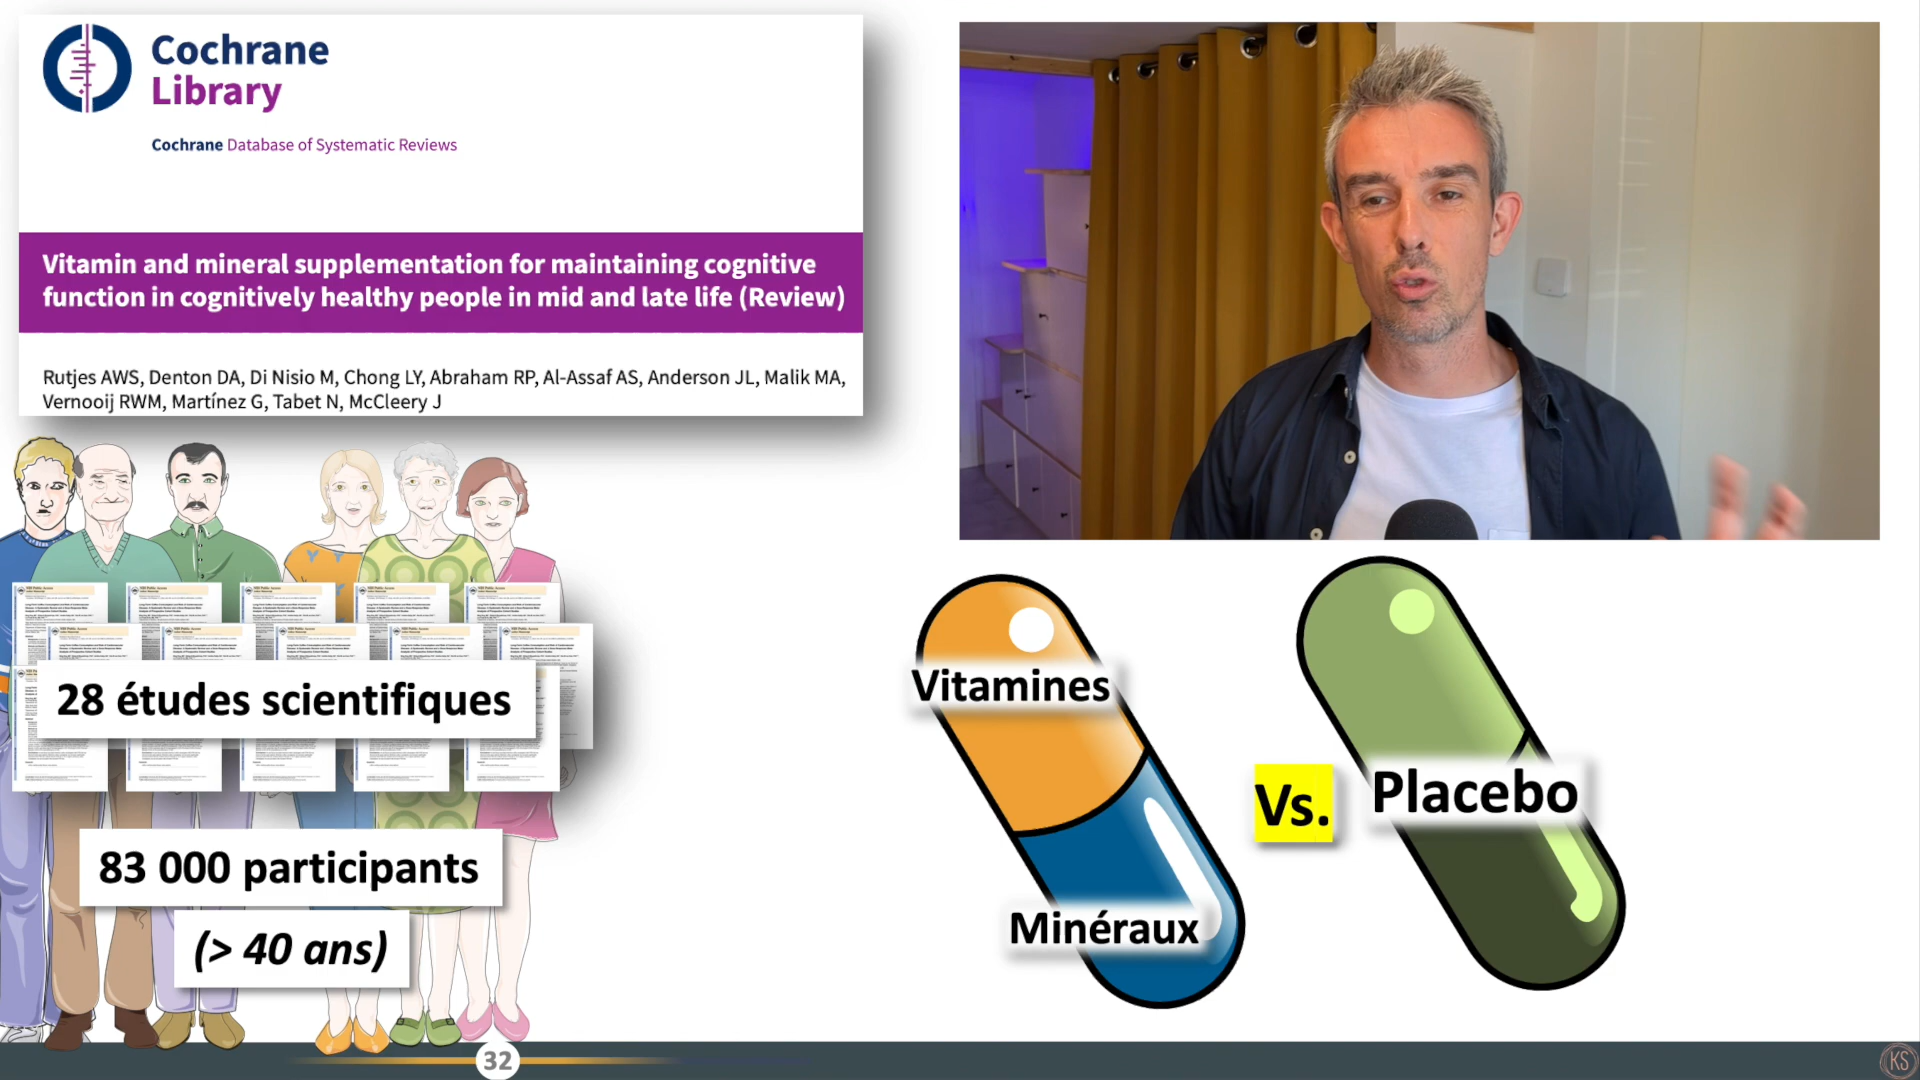 Cochrane
Library
Cochrane Database of Systematic Reviews
Vitamin and mineral supplementation for maintaining cognitive
function in cognitively healthy people in mid and late life (Review)
Rutjes AWS, Denton DA, Di Nisio M, Chong LY, Abraham RP, Al-Assaf AS, Anderson JL, Malik MA,
Vernooij RWM, Martínez G, Tabet N, McCleery J
28 études scientifiques
83 000 participants
(> 40 ans)
Vitamines
Minéraux
Vs.
Placebo
32
KS